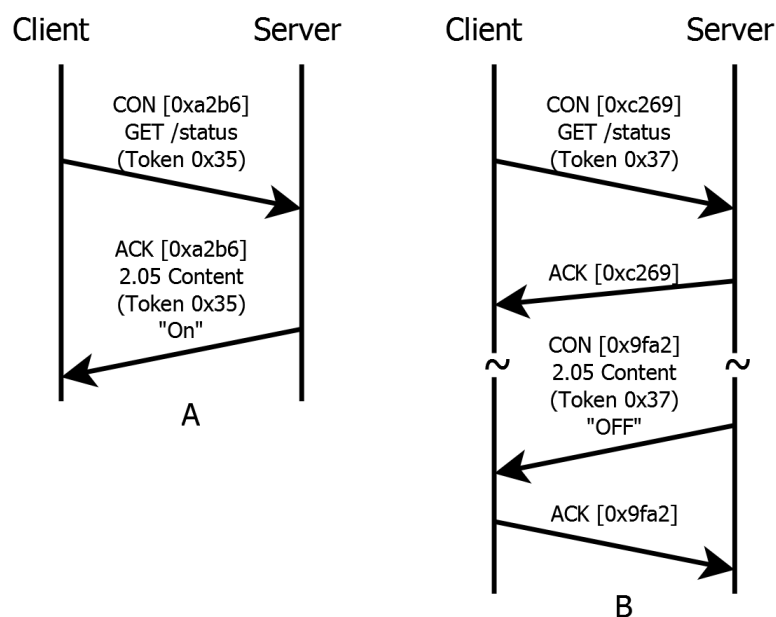 Client
Server
CON [0xa2b6]
GET /status
(Token 0x35)
ACK [0xa2b6]
2.05 Content
(Token 0x35)
"On"
A
Client
Server
CON [0xc269]
GET /status
(Token 0x37)
ACK [0xc269]
~
~
CON [0x9fa2]
2.05 Content
(Token 0x37)
"OFF"
ACK [0x9fa2]
B